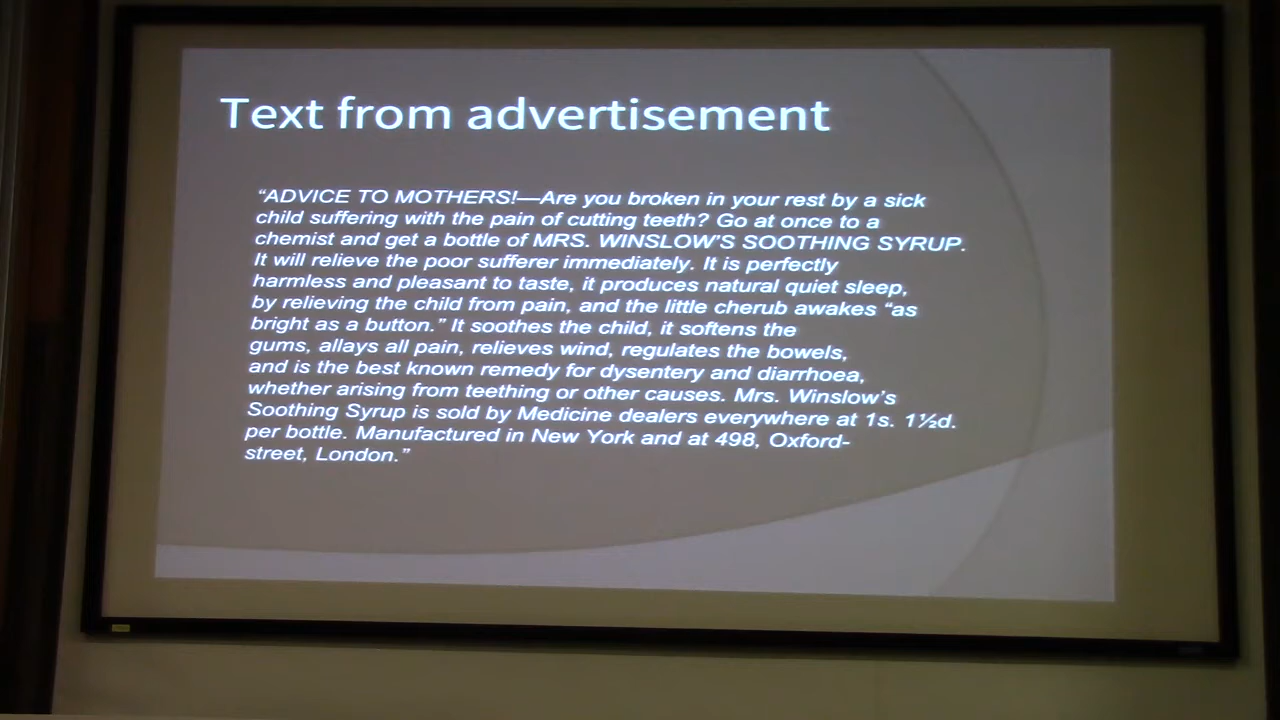 Text from advertisement
“ADVICE TO MOTHERS!—Are you broken in your rest by a sick
child suffering with the pain of cutting teeth? Go at once to a
chemist and get a bottle of MRS. WINSLOW’S SOOTHING SYRUP.
It will relieve the poor sufferer immediately. It is perfectly
harmless and pleasant to taste, it produces natural quiet sleep,
by relieving the child from pain, and the little cherub awakes “as
bright as a button.” It soothes the child, it softens the
gums, allays all pain, relieves wind, regulates the bowels,
and is the best known remedy for dysentery and diarrhoea,
whether arising from teething or other causes. Mrs. Winslow’s
Soothing Syrup is sold by Medicine dealers everywhere at 1s. 1½d.
per bottle. Manufactured in New York and at 498, Oxford-
street, London.”